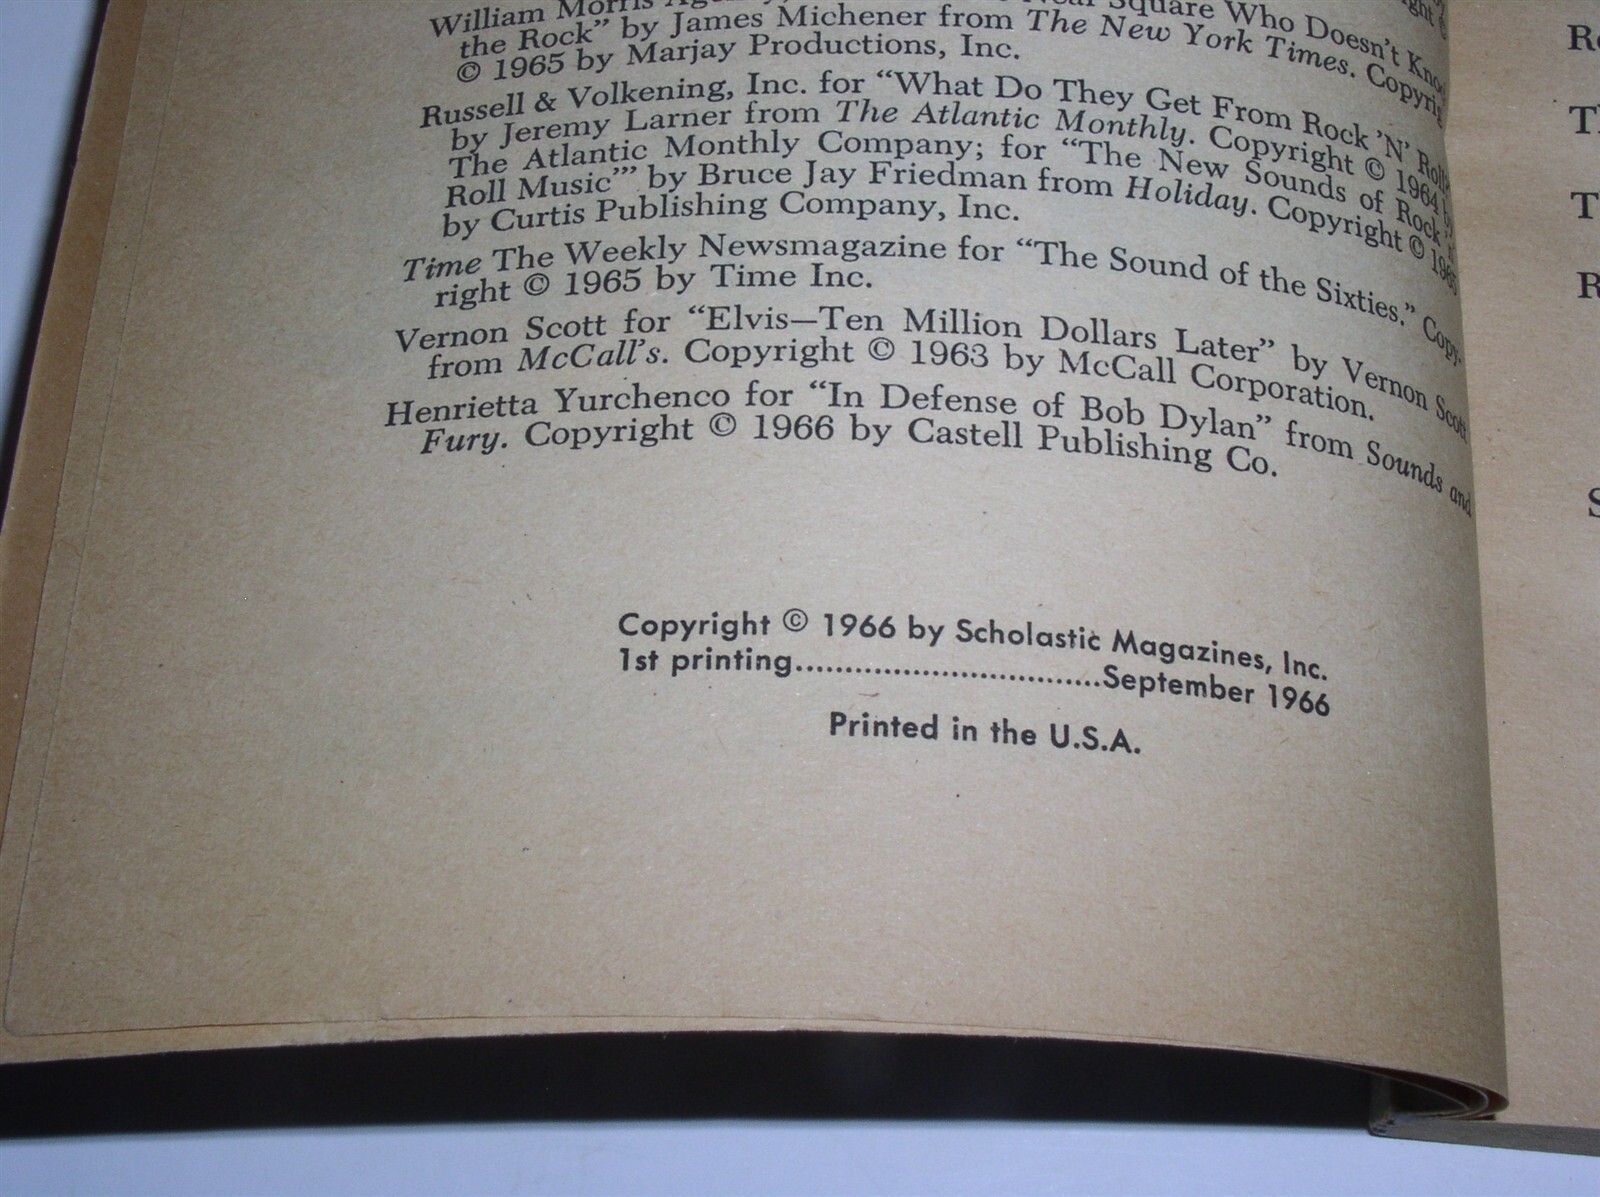 William Morris Square Who Doesn't Know
the Rock" by James Michener from The New York Times. Copyrig
© 1965 by Marjay Productions, Inc.
Russell & Volkening, Inc. for "What Do They Get From Rock 'N' Roll?"
by Jeremy Larner from The Atlantic Monthly. Copyright © 1964 by
The Atlantic Monthly Company; for "The New Sounds of Rock 'n'
Roll Music'" by Bruce Jay Friedman from Holiday. Copyright ©
by Curtis Publishing Company, Inc.
Time The Weekly Newsmagazine for "The Sound of the Sixties." Copy-
right © 1965 by Time Inc.
Vernon Scott for "Elvis—Ten Million Dollars Later" by Vernon Scott
from McCall's. Copyright © 1963 by McCall Corporation.
Henrietta Yurchenco for "In Defense of Bob Dylan" from Sounds and
Fury. Copyright © 1966 by Castell Publishing Co.
Copyright © 1966 by Scholastic Magazines, Inc.
1st printing...............................September 1966
Printed in the U.S.A.